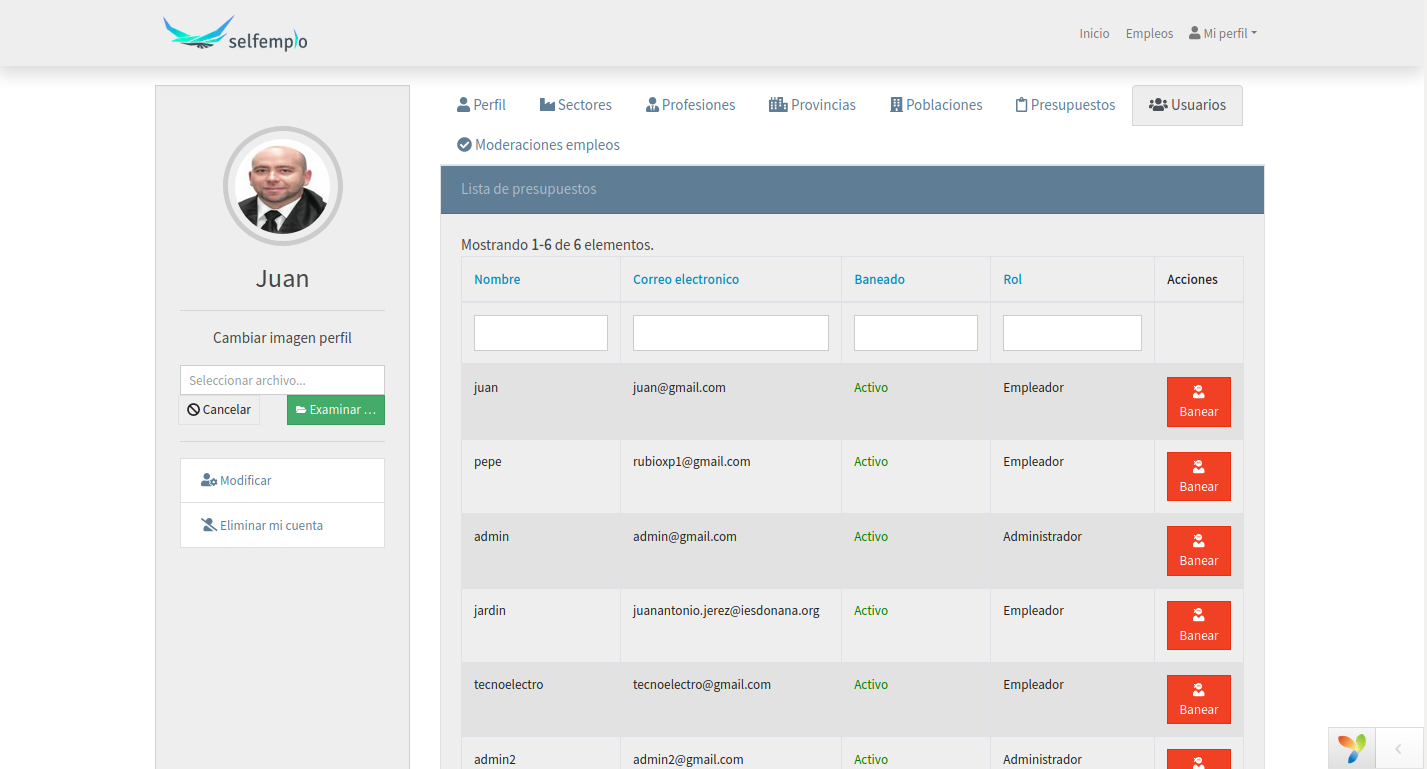 selfemplo
Inicio Empleos Mi perfil
Perfil Sectores Profesiones Provincias Poblaciones Presupuestos Usuarios
Moderaciones empleos
Juan
Cambiar imagen perfil
Seleccionar archivo...
Cancelar Examinar ...
Modificar
Eliminar mi cuenta
Lista de presupuestos
Mostrando 1-6 de 6 elementos.
Nombre Correo electronico Baneado Rol Acciones
juan juan@gmail.com Activo Empleador Banear
pepe rubioxp1@gmail.com Activo Empleador Banear
admin admin@gmail.com Activo Administrador Banear
jardin juanantonio.jerez@iesdonana.org Activo Empleador Banear
tecnoelectro tecnoelectro@gmail.com Activo Empleador Banear
admin2 admin2@gmail.com Activo Administrador